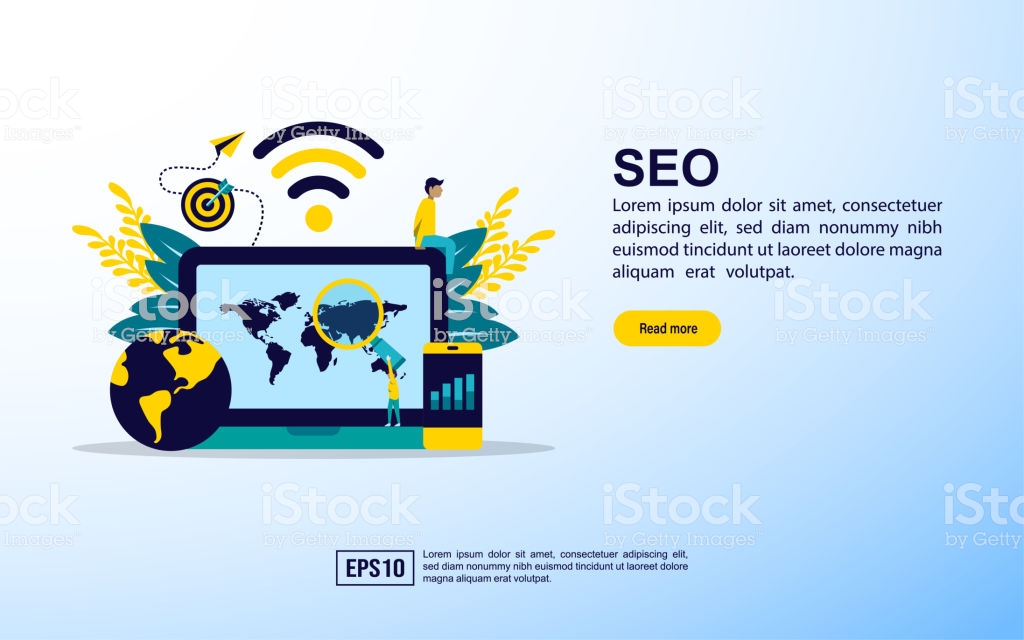 iStock
by Getty Images™
SEO
Lorem ipsum dolor sit amet, consectetuer
adipiscing elit, sed diam nonummy nibh
euismod tincidunt ut laoreet dolore magna
aliquam erat volutpat.
Read more
EPS10
Lorem ipsum dolor sit amet, consectetuer adipiscing elit,
sed diam nonummy nibh euismod tincidunt ut laoreet dolore
magna aliquam erat volutpat.